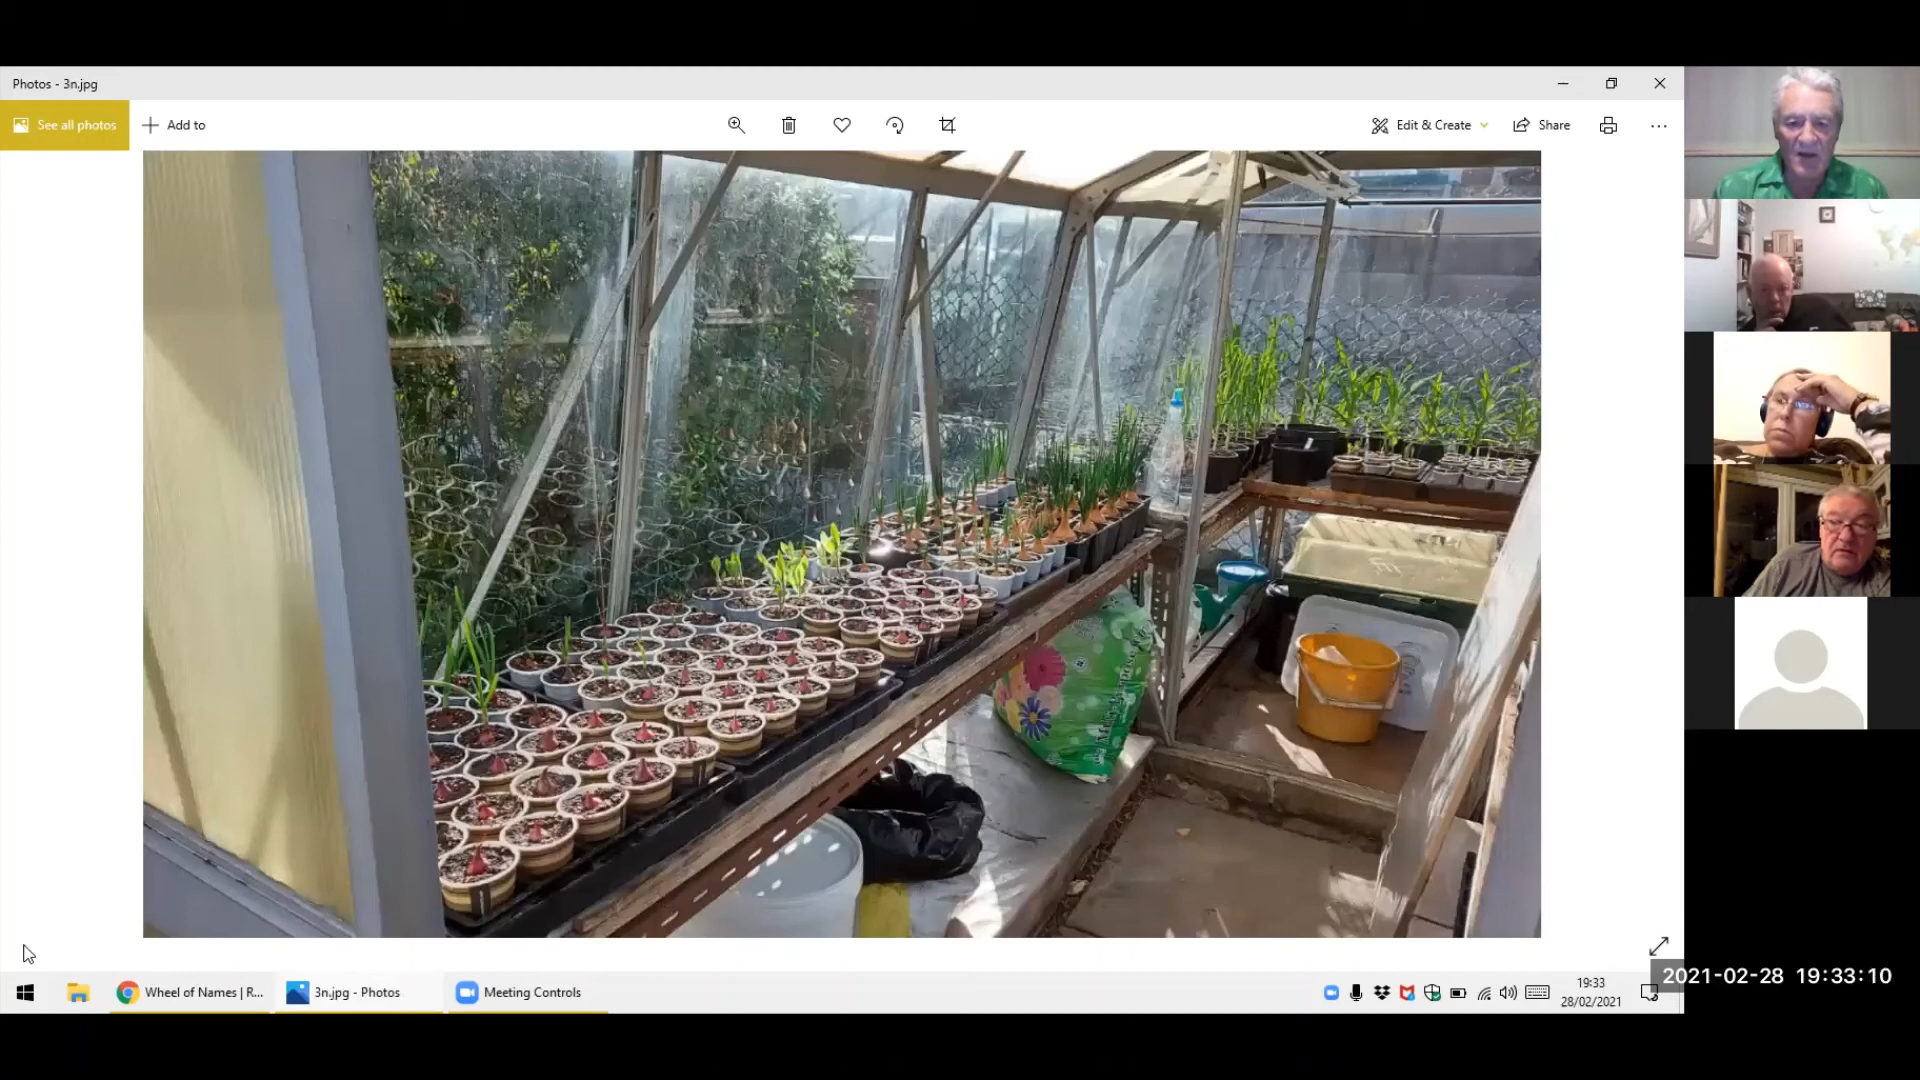 Photos - 3n.jpg
See all photos
Add to
Edit & Create
Share
Wheel of Names | R...
3n.jpg - Photos
Meeting Controls
19:33
28/02/2021
2021-02-28 19:33:10